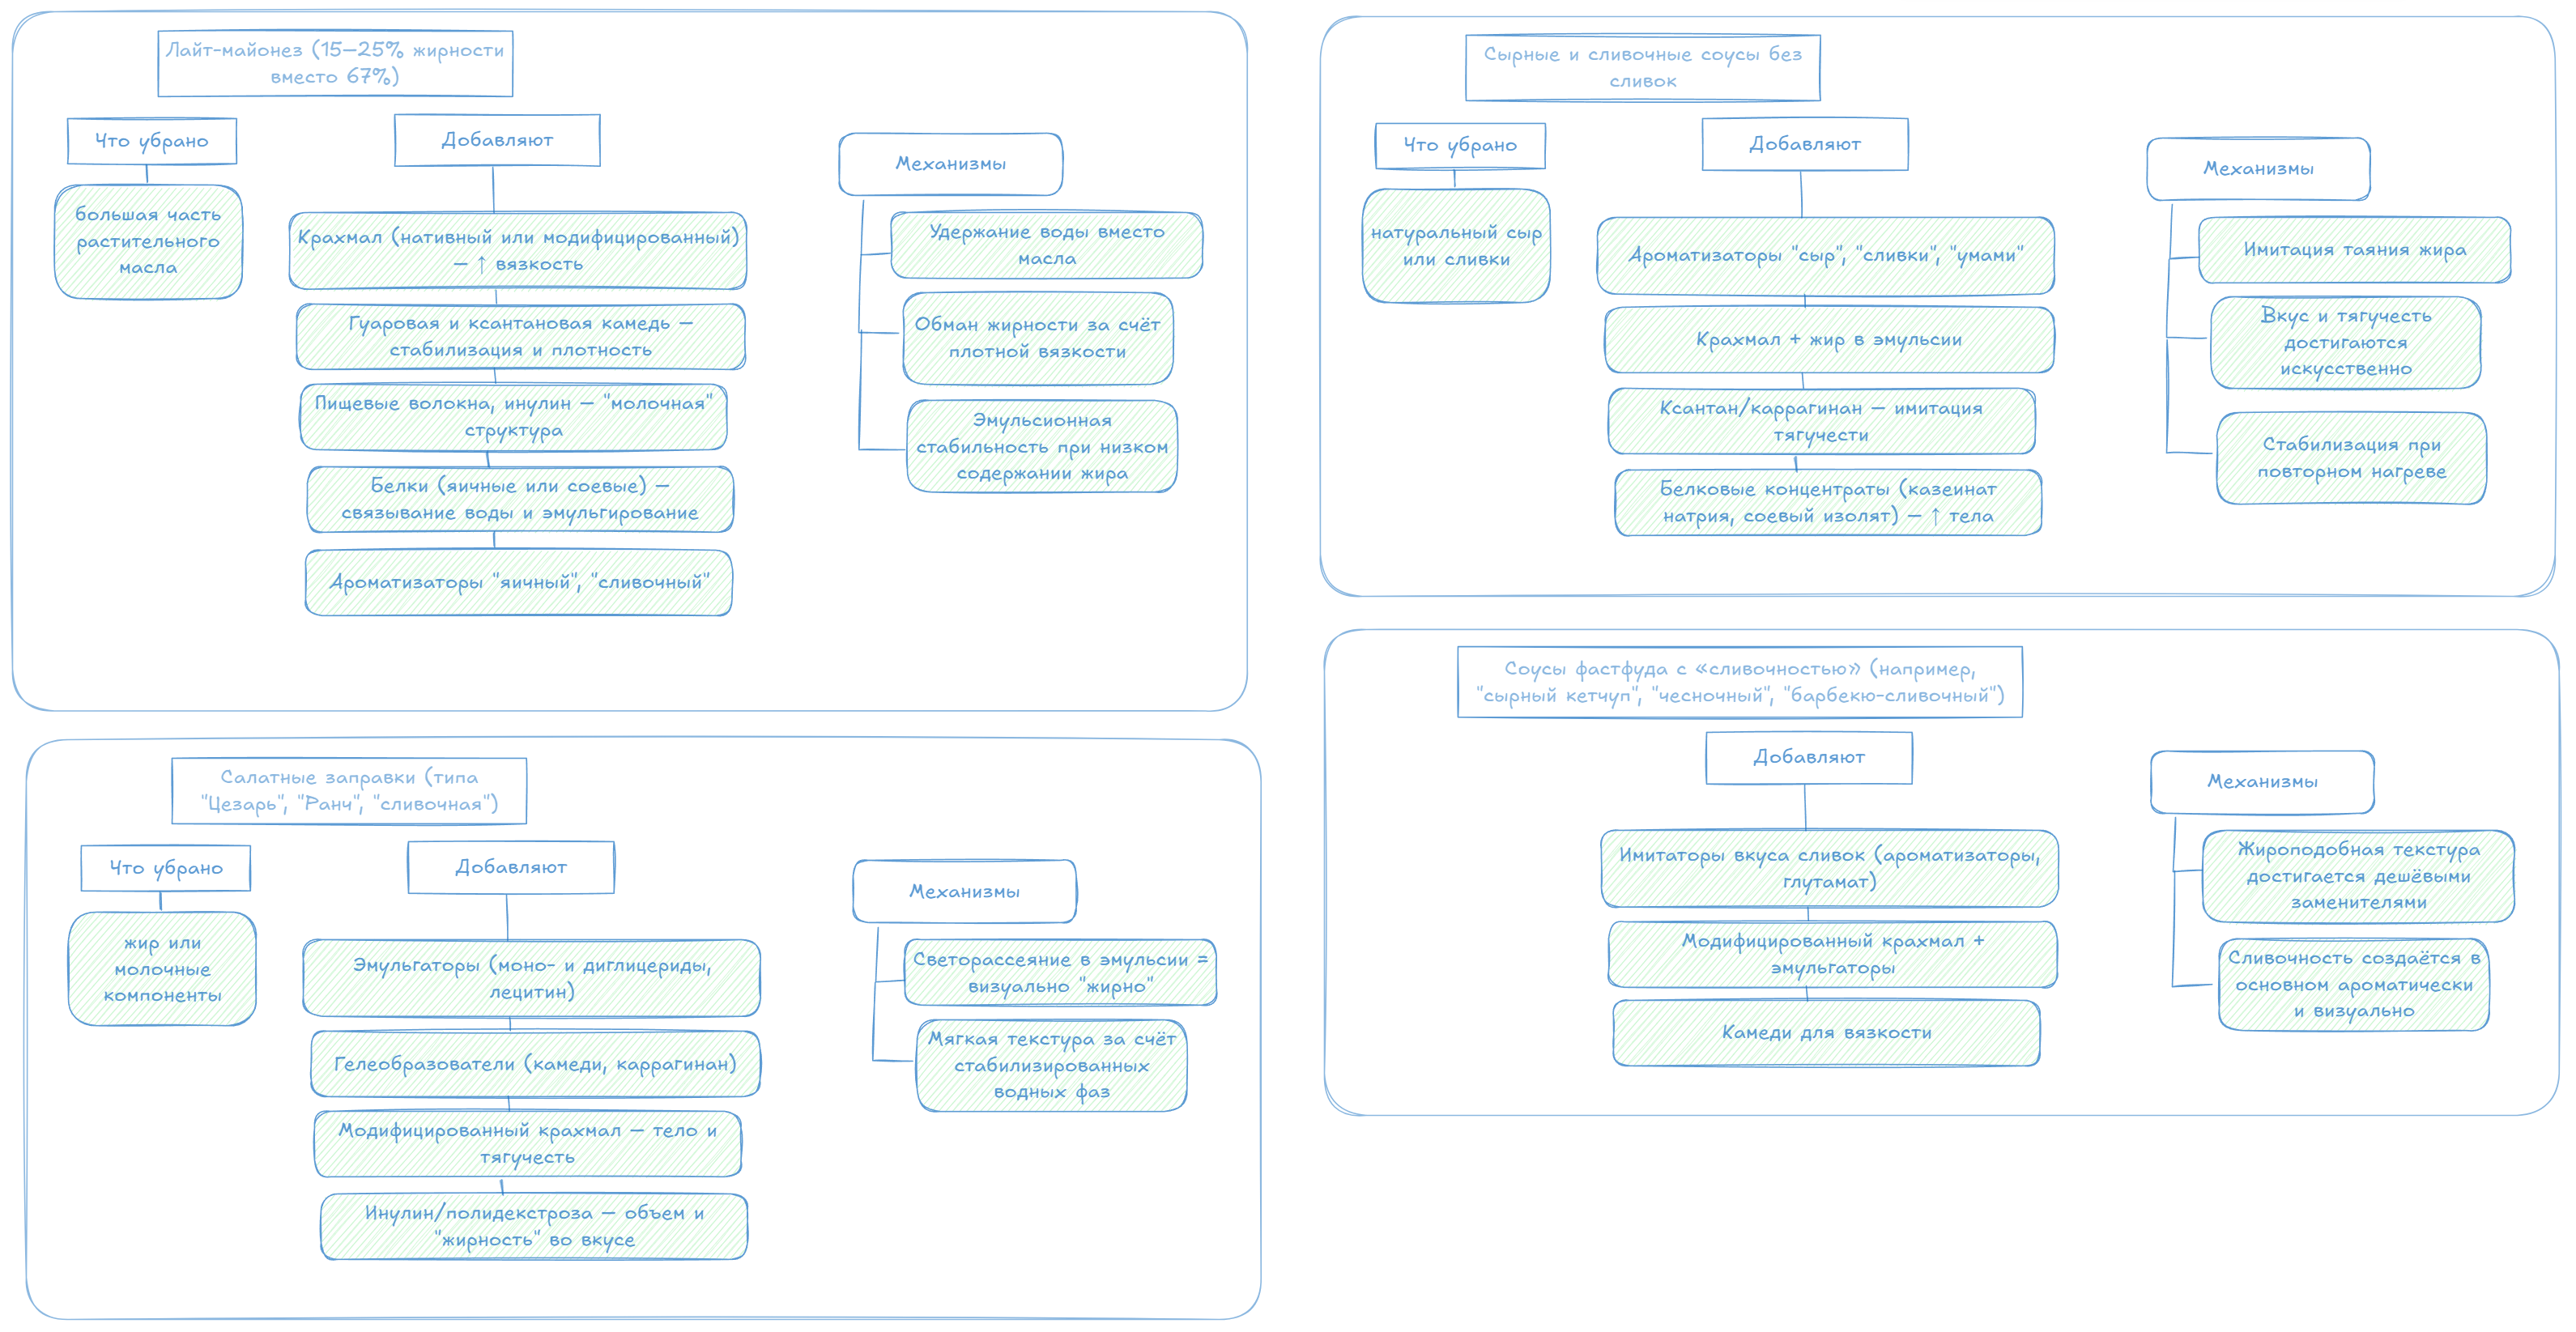 Лайт-майонез (15–25% жирности
вместо 67%)
Что убрано
большая часть
растительного
масла
Добавляют
Крахмал (нативный или модифицированный)
— ↑ вязкость
Гуаровая и ксантановая камедь —
стабилизация и плотность
Пищевые волокна, инулин — "молочная"
структура
Белки (яичные или соевые) —
связывание воды и эмульгирование
Ароматизаторы "яичный", "сливочный"
Механизмы
Удержание воды вместо
масла
Обман жирности за счёт
плотной вязкости
Эмульсионная
стабильность при низком
содержании жира
Сырные и сливочные соусы без
сливок
Что убрано
натуральный сыр
или сливки
Добавляют
Ароматизаторы "сыр", "сливки", "умами"
Крахмал + жир в эмульсии
Ксантан/каррагинан — имитация
тягучести
Белковые концентраты (казеинат
натрия, соевый изолят) — ↑ тела
Механизмы
Имитация таяния жира
Вкус и тягучесть
достигаются
искусственно
Стабилизация при
повторном нагреве
Салатные заправки (типа
"Цезарь", "Ранч", "сливочная")
Что убрано
жир или
молочные
компоненты
Добавляют
Эмульгаторы (моно- и диглицериды,
лецитин)
Гелеобразователи (камеди, каррагинан)
Модифицированный крахмал — тело и
тягучесть
Инулин/полидекстроза — объем и
"жирность" во вкусе
Механизмы
Светорассеяние в эмульсии =
визуально "жирно"
Мягкая текстура за счёт
стабилизированных
водных фаз
Соусы фастфуда с «сливочностью» (например,
"сырный кетчуп", "чесночный", "барбекю-сливочный")
Добавляют
Имитаторы вкуса сливок (ароматизаторы,
глутамат)
Модифицированный крахмал +
эмульгаторы
Камеди для вязкости
Механизмы
Жироподобная текстура
достигается дешёвыми
заменителями
Сливочность создаётся в
основном ароматически
и визуально